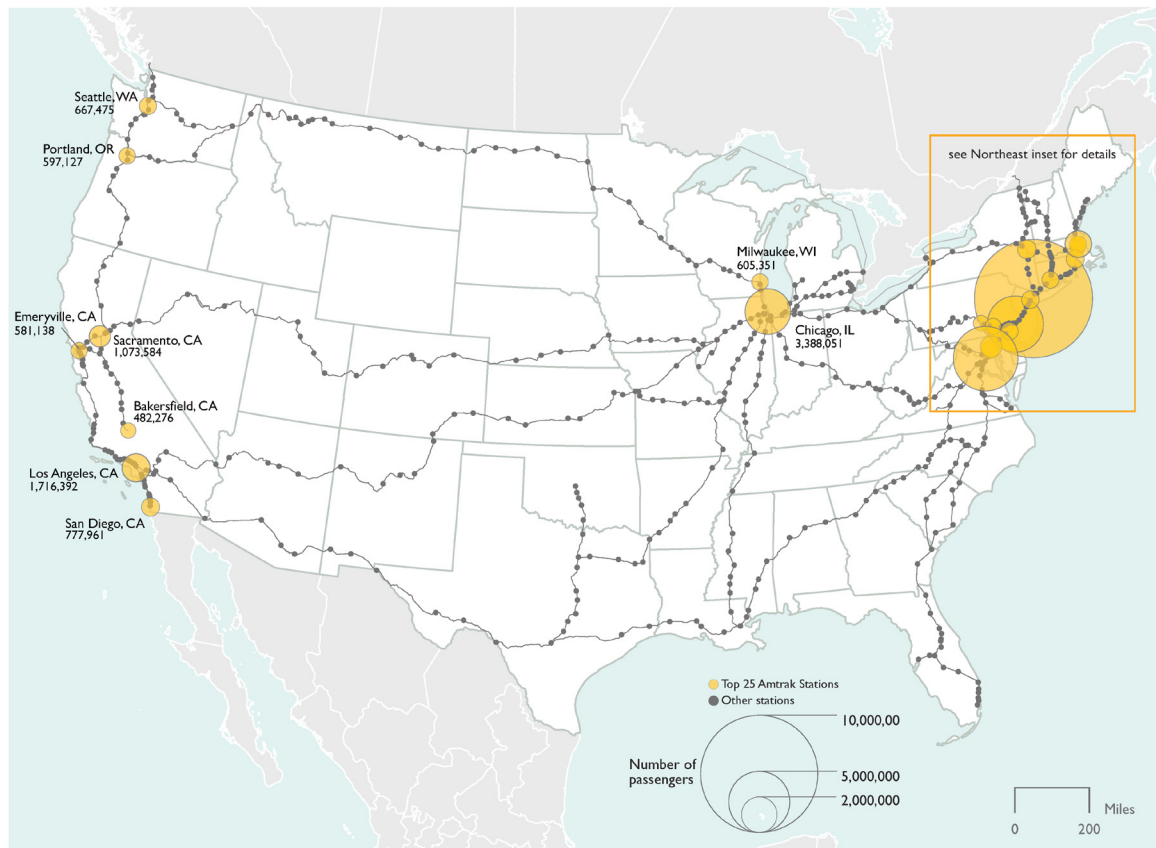 Seattle, WA
667,475
Portland, OR
597,127
see Northeast inset for details
Milwaukee, WI
605,351
Emeryville, CA
581,138
Sacramento, CA
1,073,584
Chicago, IL
3,388,051
Bakersfield, CA
482,276
Los Angeles, CA
1,716,392
San Diego, CA
777,961
Top 25 Amtrak Stations
Other stations
10,000,00
Number of
passengers
5,000,000
2,000,000
Miles
0 200